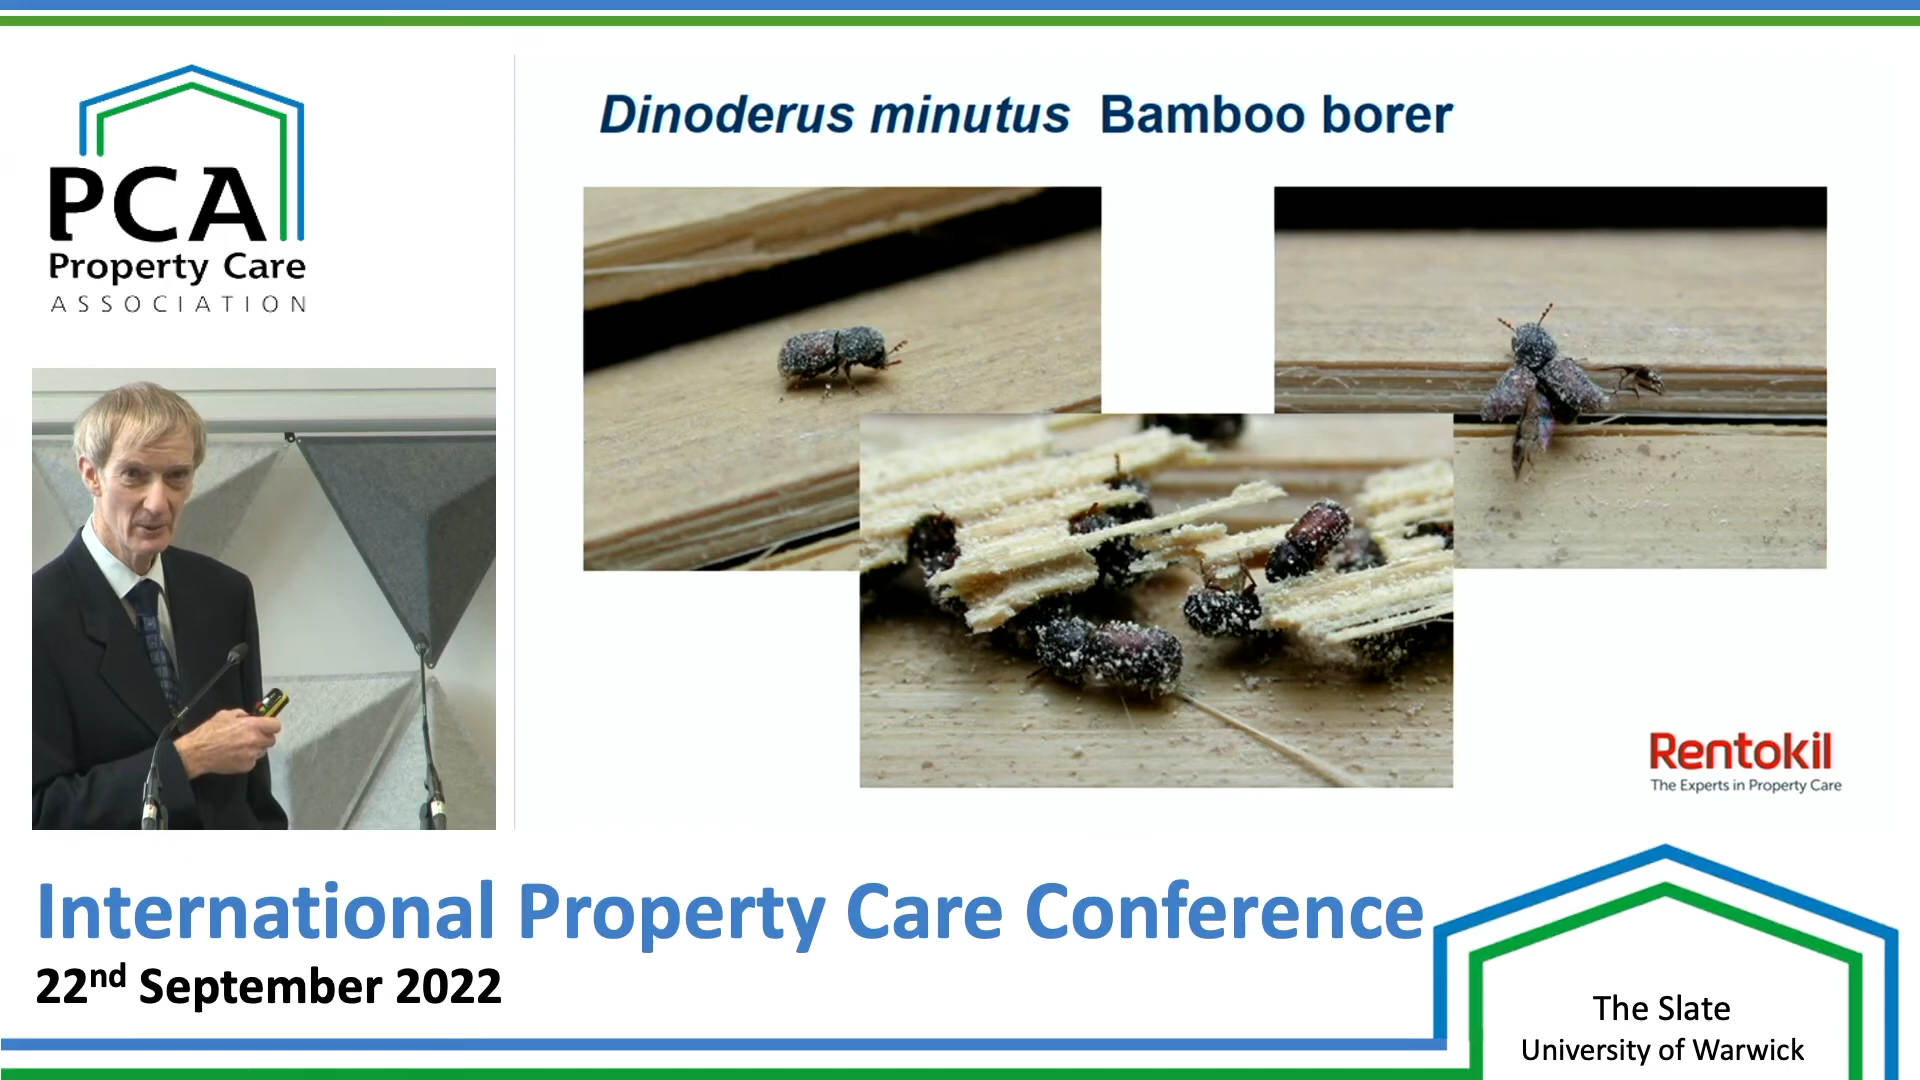 PCA
Property Care
ASSOCIATION
Dinoderus minutus Bamboo borer
Rentokil
The Experts in Property Care
International Property Care Conference
22nd September 2022
The Slate
University of Warwick